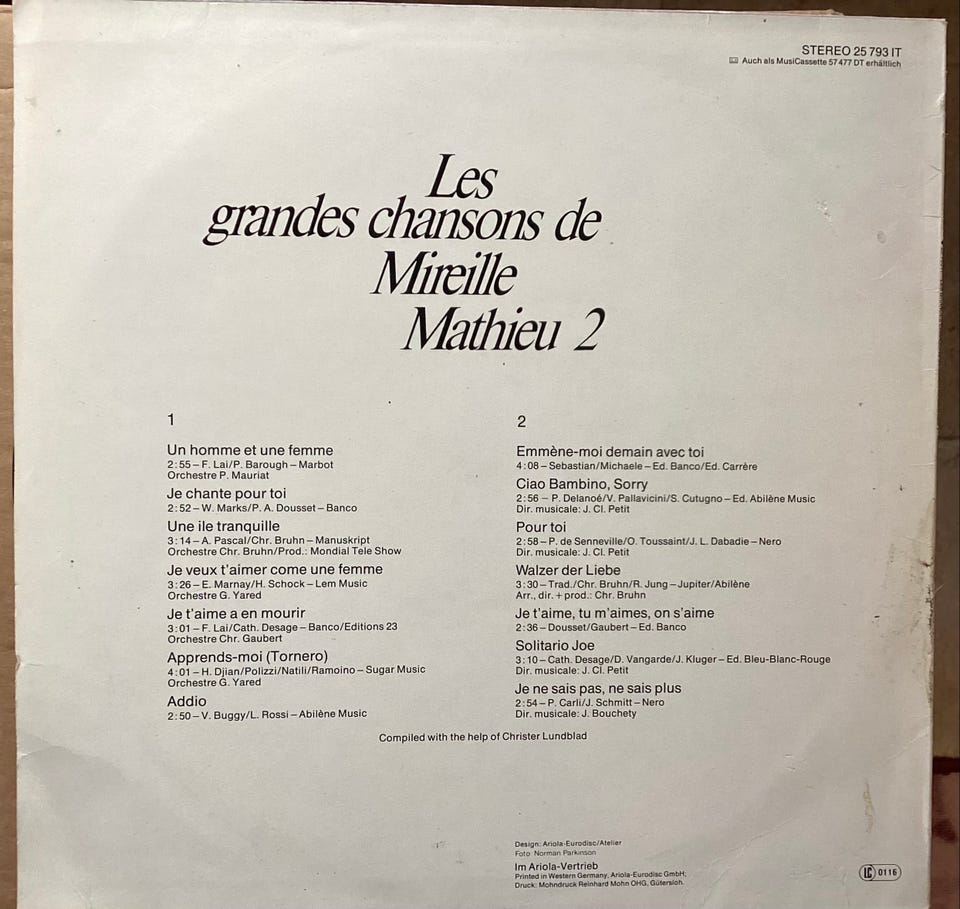 STEREO 25 793 IT
Auch als MusiCassette 57 477 DT erhältlich
Les
grandes chansons de
Mireille
Mathieu 2
1
Un homme et une femme
2:55 – F. Lai/P. Barough – Marbot
Orchestre P. Mauriat
Je chante pour toi
2:52 – W. Marks/P. A. Dousset – Banco
Une ile tranquille
3:14 – A. Pascal/Chr. Bruhn – Manuskript
Orchestre Chr. Bruhn/Prod.: Mondial Tele Show
Je veux t'aimer come une femme
3:26 – E. Marnay/H. Schock – Lem Music
Orchestre G. Yared
Je t'aime a en mourir
3:01 – F. Lai/Cath. Desage – Banco/Editions 23
Orchestre Chr. Gaubert
Apprends-moi (Tornero)
4:01 – H. Djian/Polizzi/Natili/Ramoino – Sugar Music
Orchestre G. Yared
Addio
2:50 – V. Buggy/L. Rossi – Abilène Music
2
Emmène-moi demain avec toi
4:08 – Sebastian/Michaele – Ed. Banco/Ed. Carrère
Ciao Bambino, Sorry
2:56 – P. Delanoé/V. Pallavicini/S. Cutugno – Ed. Abilène Music
Dir. musicale: J. Cl. Petit
Pour toi
2:58 – P. de Senneville/O. Toussaint/J. L. Dabadie – Nero
Dir. musicale: J. Cl. Petit
Walzer der Liebe
3:30 – Trad./Chr. Bruhn/R. Jung – Jupiter/Abilène
Arr., dir. + prod.: Chr. Bruhn
Je t'aime, tu m'aimes, on s'aime
2:36 – Dousset/Gaubert – Ed. Banco
Solitario Joe
3:10 – Cath. Desage/D. Vangarde/J. Kluger – Ed. Bleu-Blanc-Rouge
Dir. musicale: J. Cl. Petit
Je ne sais pas, ne sais plus
2:54 – P. Carli/J. Schmitt – Nero
Dir. musicale: J. Bouchety
Compiled with the help of Christer Lundblad
Design: Ariola-Eurodisc/Atelier
Foto Norman Parkinson
Im Ariola-Vertrieb
Printed in Western Germany, Ariola-Eurodisc GmbH;
Druck: Mohndruck Reinhard Mohn OHG, Gütersloh.
LC 0116